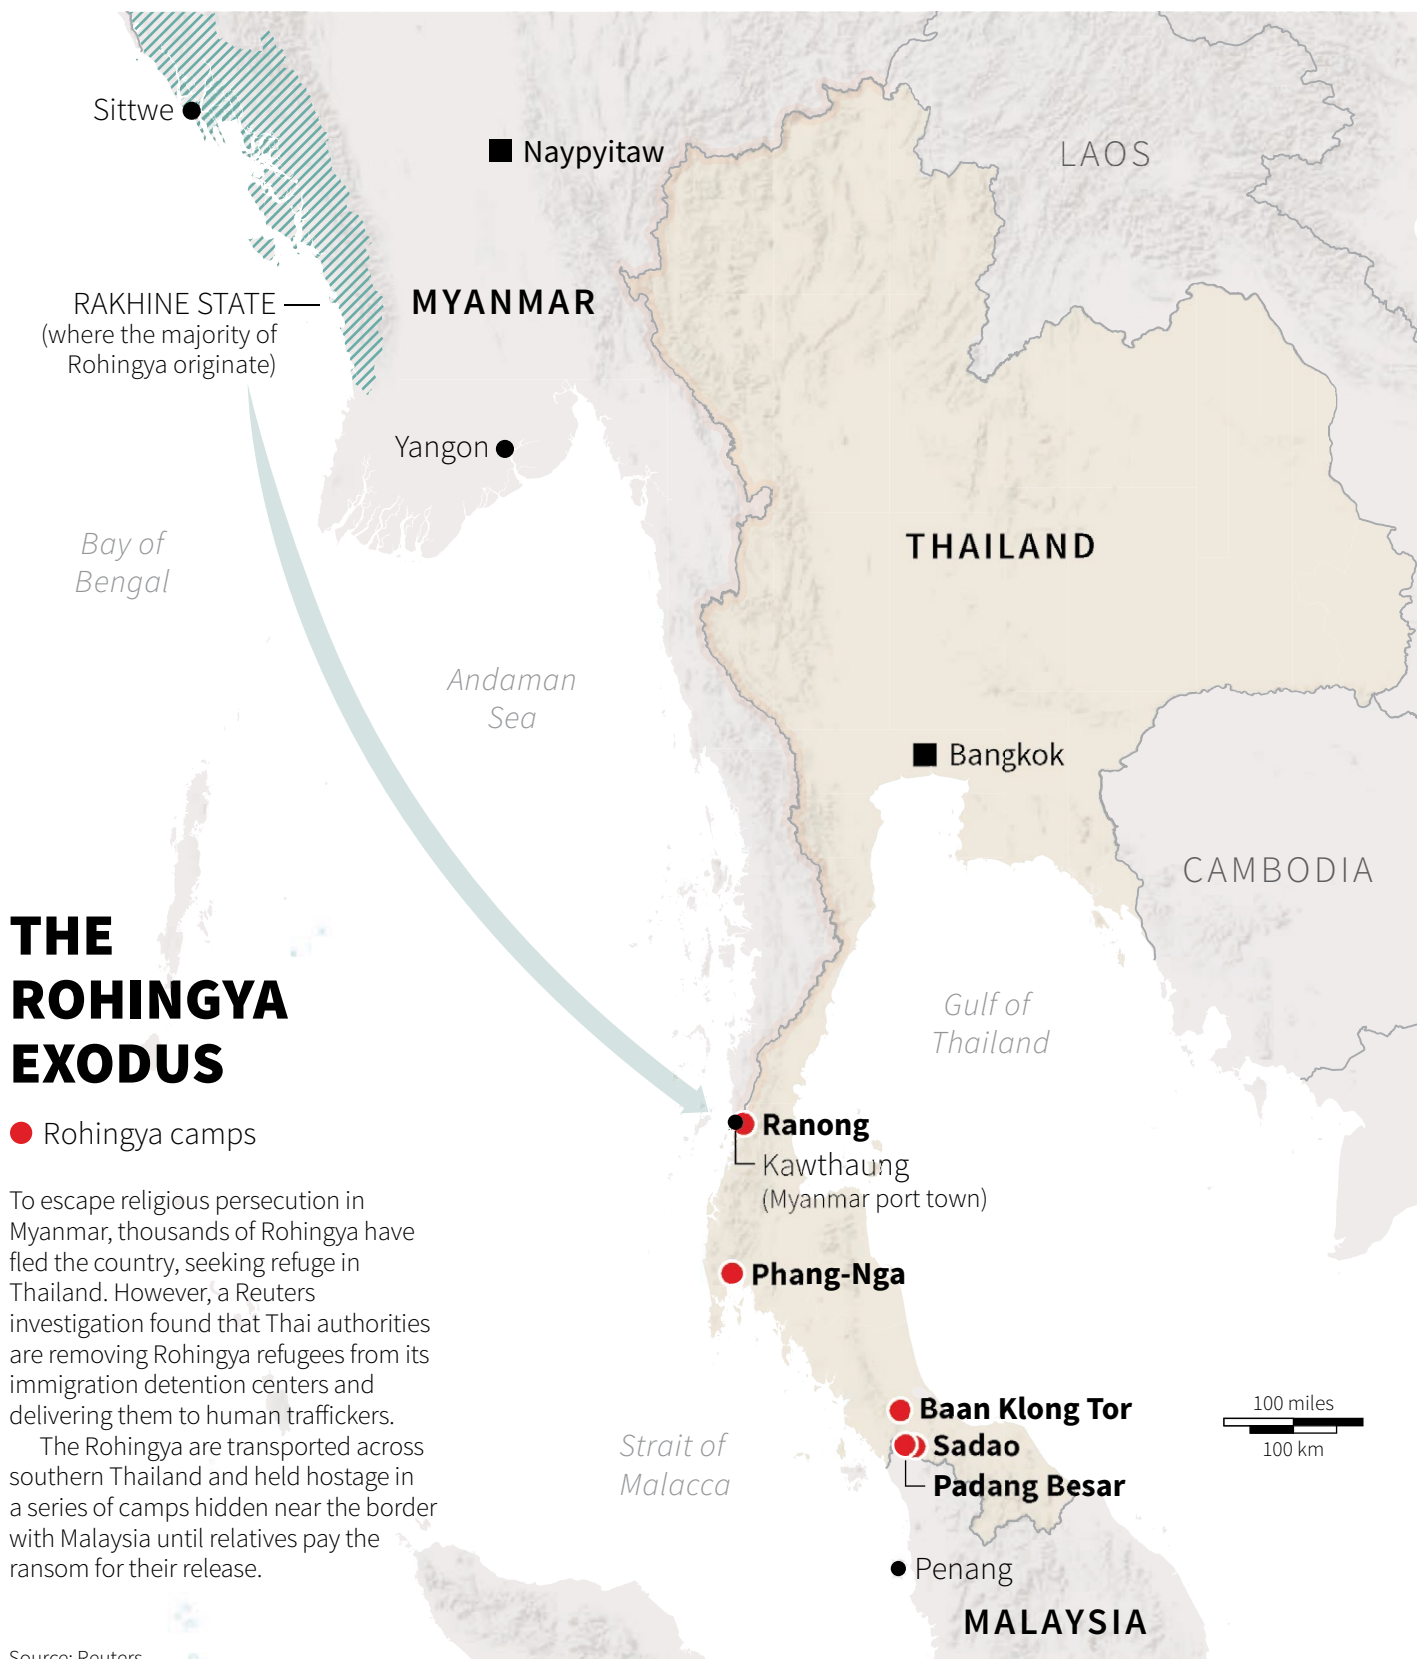 Sittwe
Naypyitaw
LAOS
RAKHINE STATE
(where the majority of
Rohingya originate)
MYANMAR
Yangon
Bay of
Bengal
THAILAND
Andaman
Sea
Bangkok
CAMBODIA
THE
ROHINGYA
EXODUS
Rohingya camps
To escape religious persecution in
Myanmar, thousands of Rohingya have
fled the country, seeking refuge in
Thailand. However, a Reuters
investigation found that Thai authorities
are removing Rohingya refugees from its
immigration detention centers and
delivering them to human traffickers.
The Rohingya are transported across
southern Thailand and held hostage in
a series of camps hidden near the border
with Malaysia until relatives pay the
ransom for their release.
Source: Reuters
Gulf of
Thailand
Ranong
Kawthaung
(Myanmar port town)
Phang-Nga
Baan Klong Tor
Sadao
Padang Besar
100 miles
100 km
Strait of
Malacca
Penang
MALAYSIA